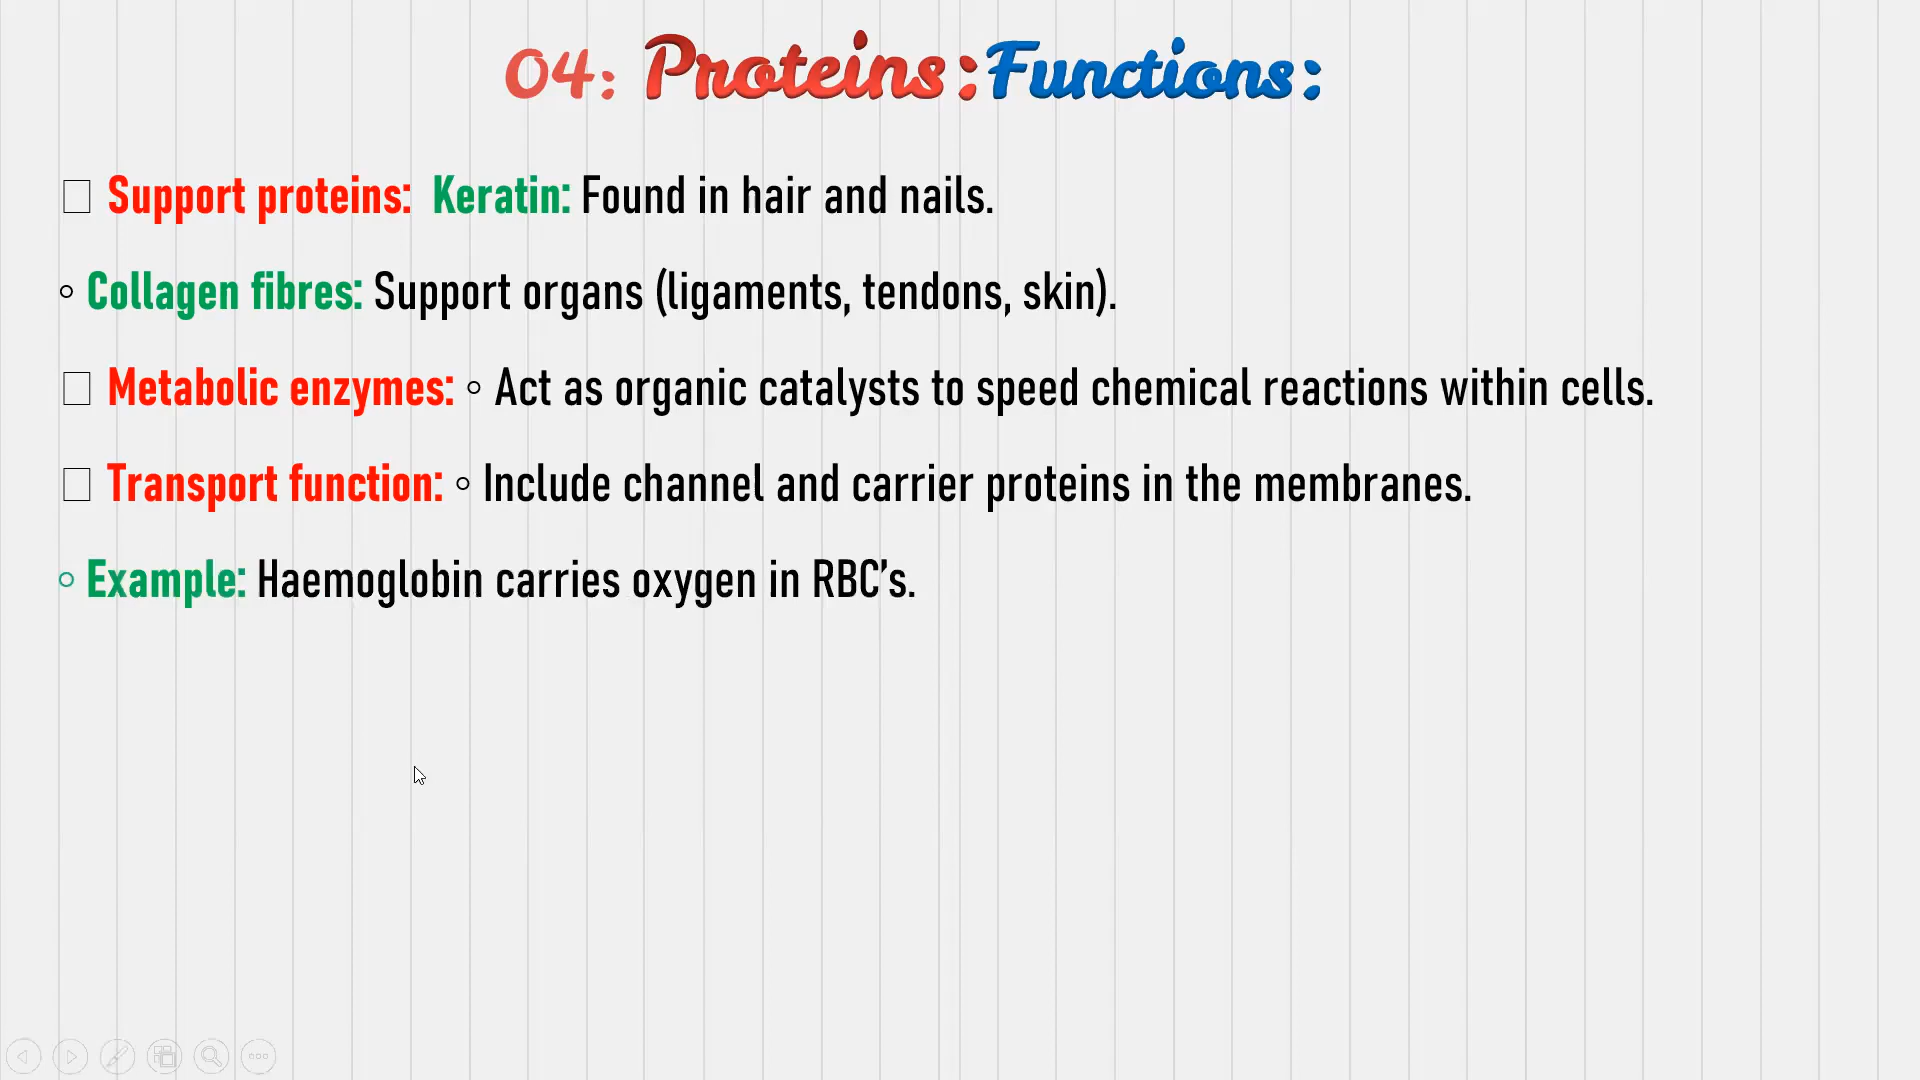 04: Proteins: Functions:
□ Support proteins: Keratin: Found in hair and nails.
◦ Collagen fibres: Support organs (ligaments, tendons, skin).
□ Metabolic enzymes: ◦ Act as organic catalysts to speed chemical reactions within cells.
□ Transport function: ◦ Include channel and carrier proteins in the membranes.
◦ Example: Haemoglobin carries oxygen in RBC's.